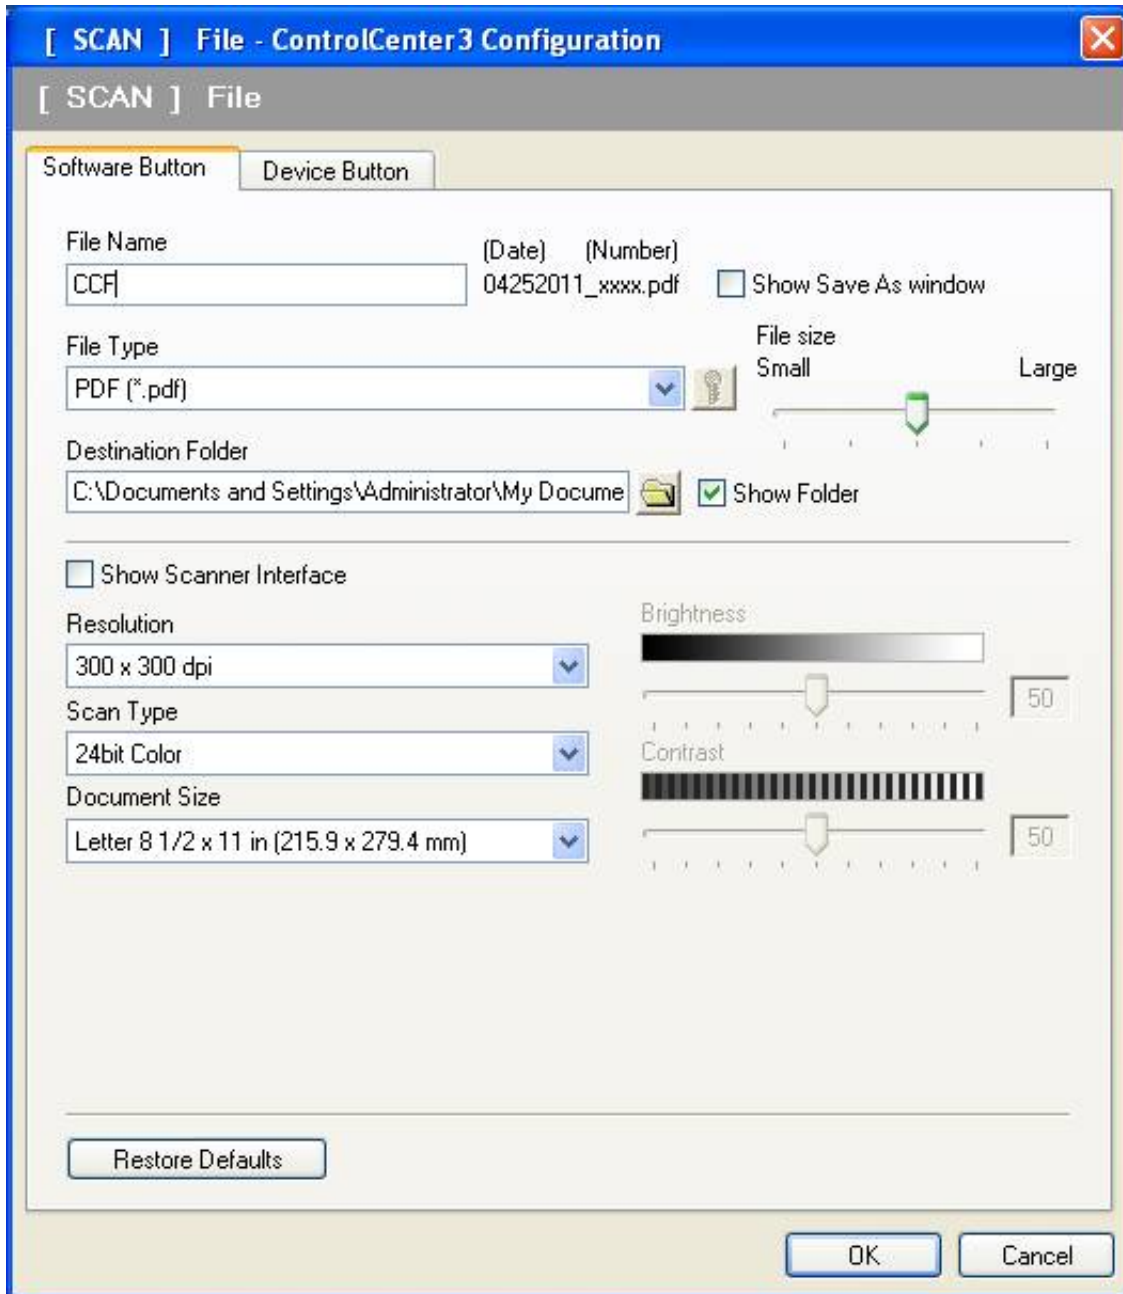 [ SCAN ] File - ControlCenter3 Configuration
[ SCAN ] File
Software Button
Device Button
File Name
(Date) (Number)
CCF
04252011_xxxx.pdf
Show Save As window
File Type
File size
Small Large
PDF (*.pdf)
Destination Folder
C:\Documents and Settings\Administrator\My Docume
Show Folder
Show Scanner Interface
Resolution
Brightness
300 x 300 dpi
50
Scan Type
24bit Color
Contrast
Document Size
Letter 8 1/2 x 11 in (215.9 x 279.4 mm)
50
Restore Defaults
OK
Cancel